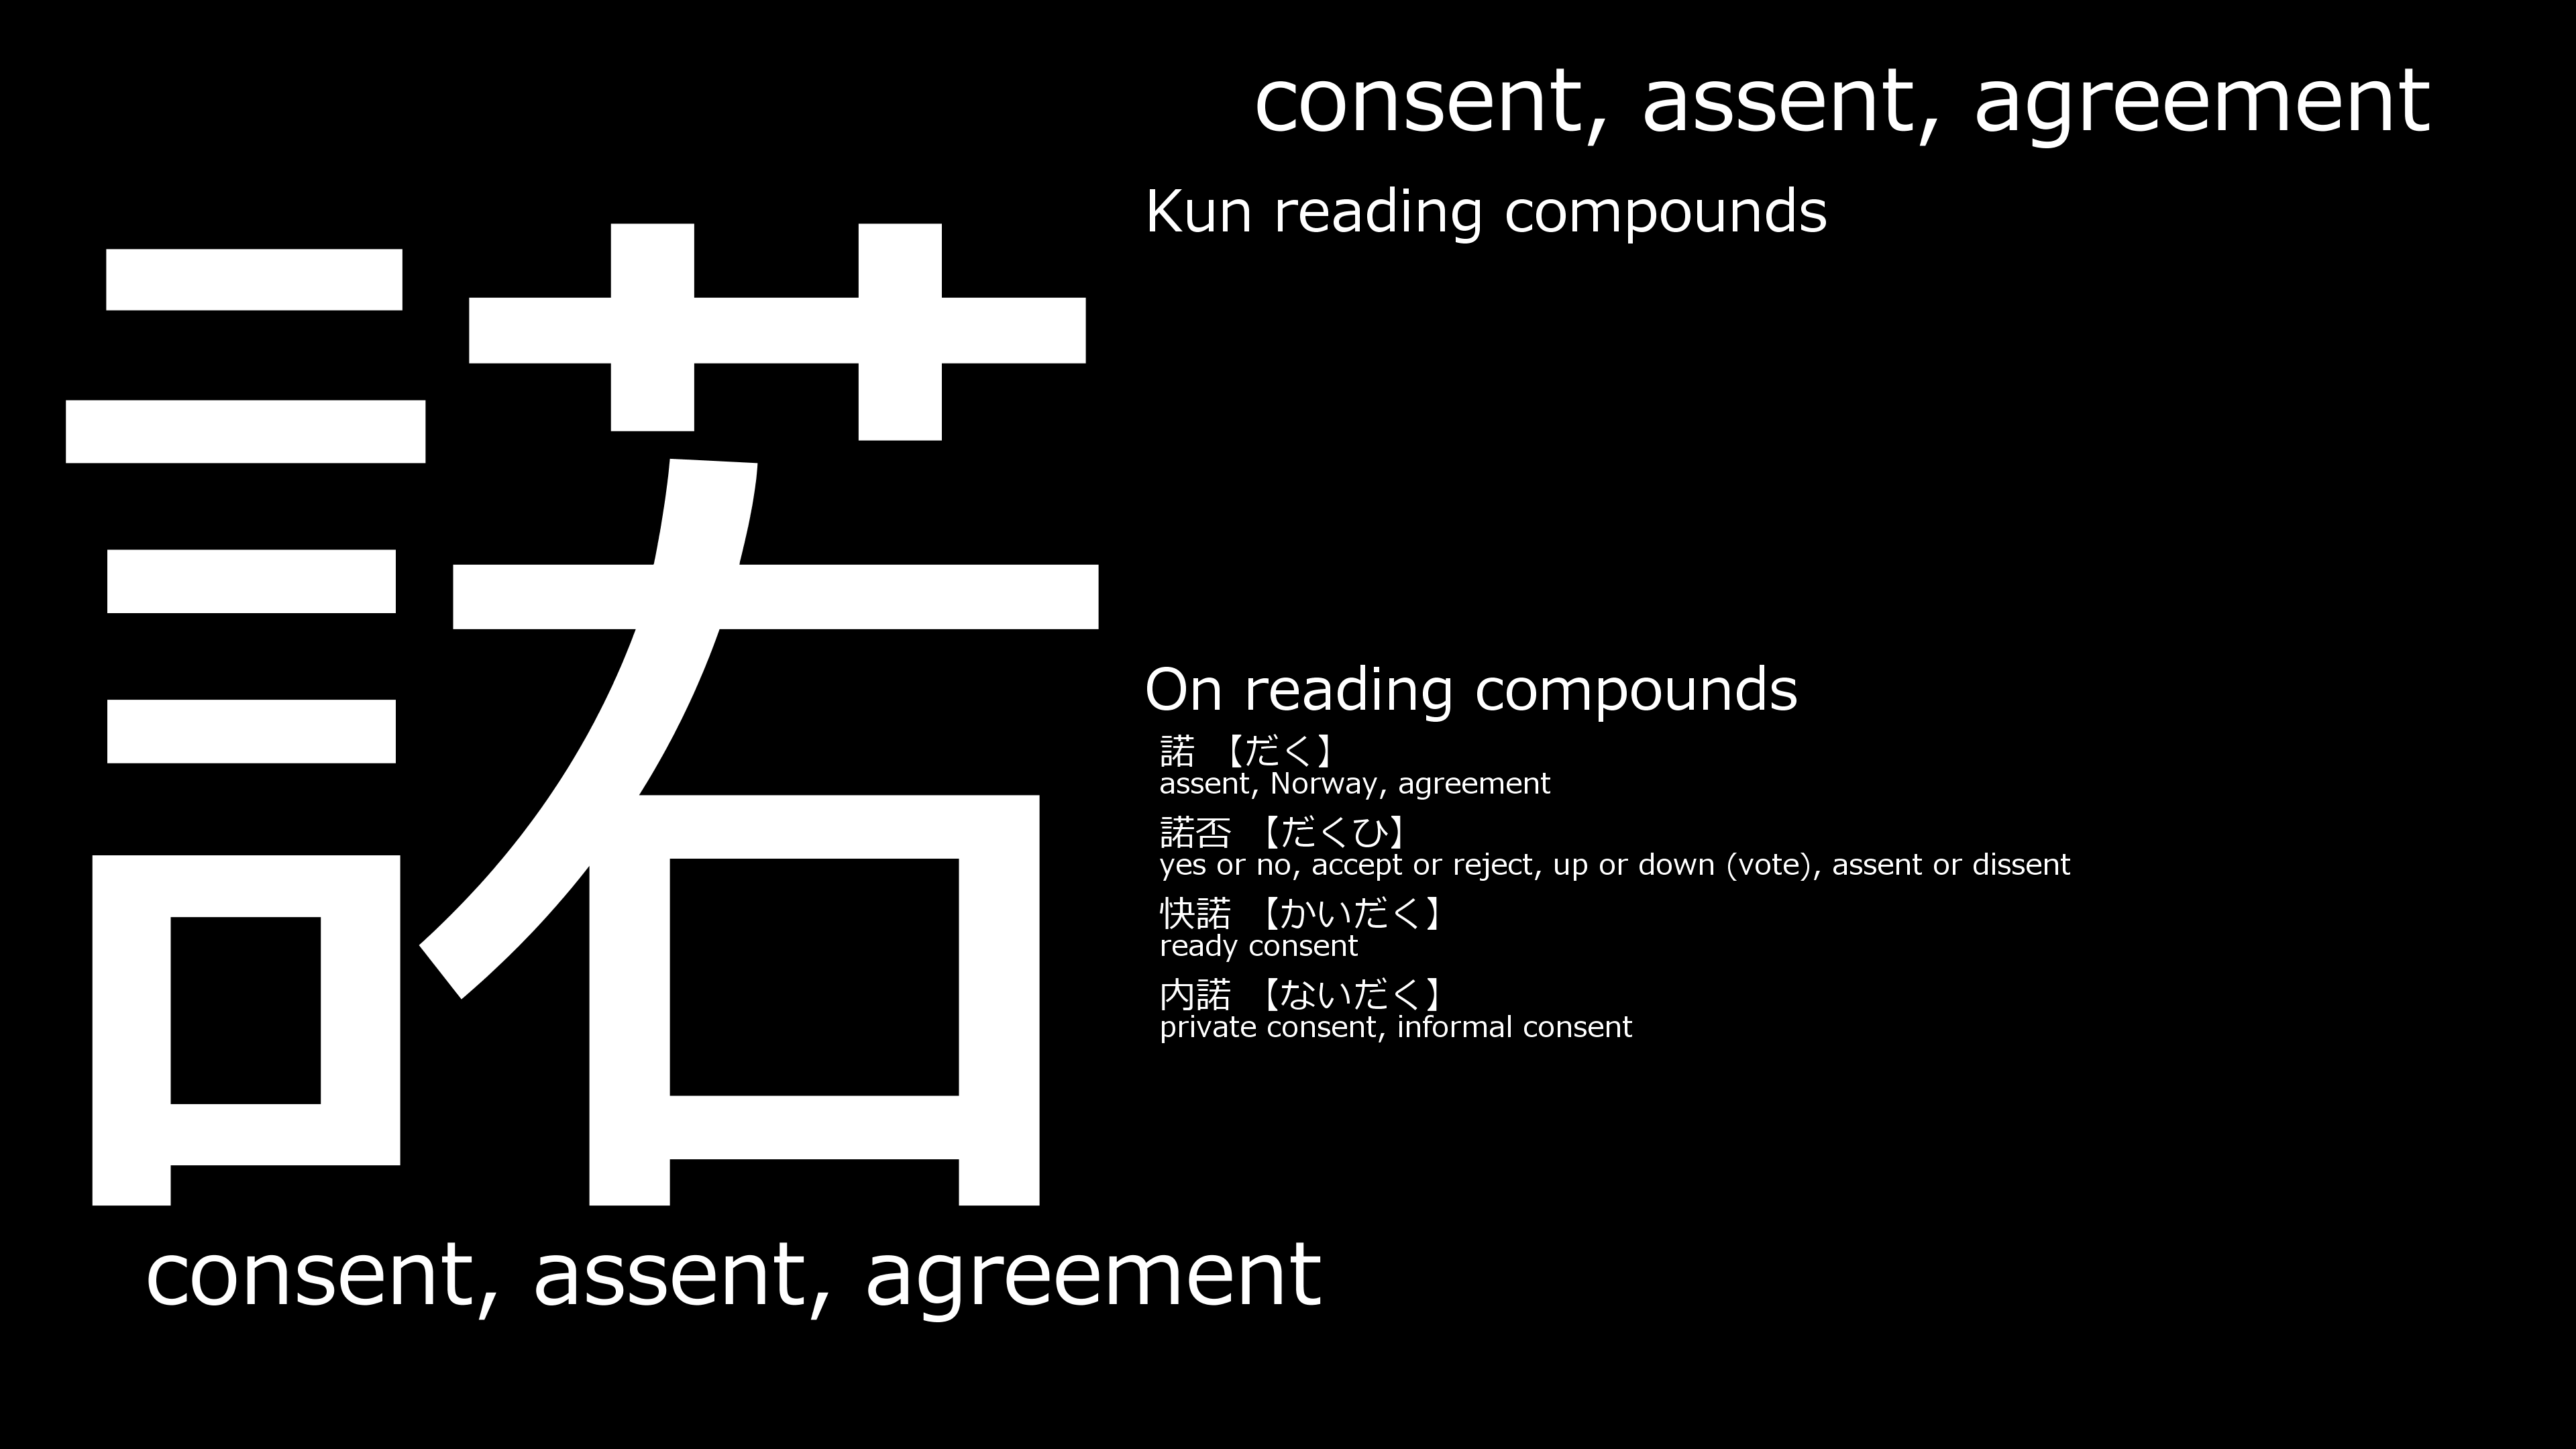 諾
consent, assent, agreement
consent, assent, agreement
Kun reading compounds
On reading compounds
諾 【だく】
assent, Norway, agreement
諾否 【だくひ】
yes or no, accept or reject, up or down (vote), assent or dissent
快諾 【かいだく】
ready consent
内諾 【ないだく】
private consent, informal consent